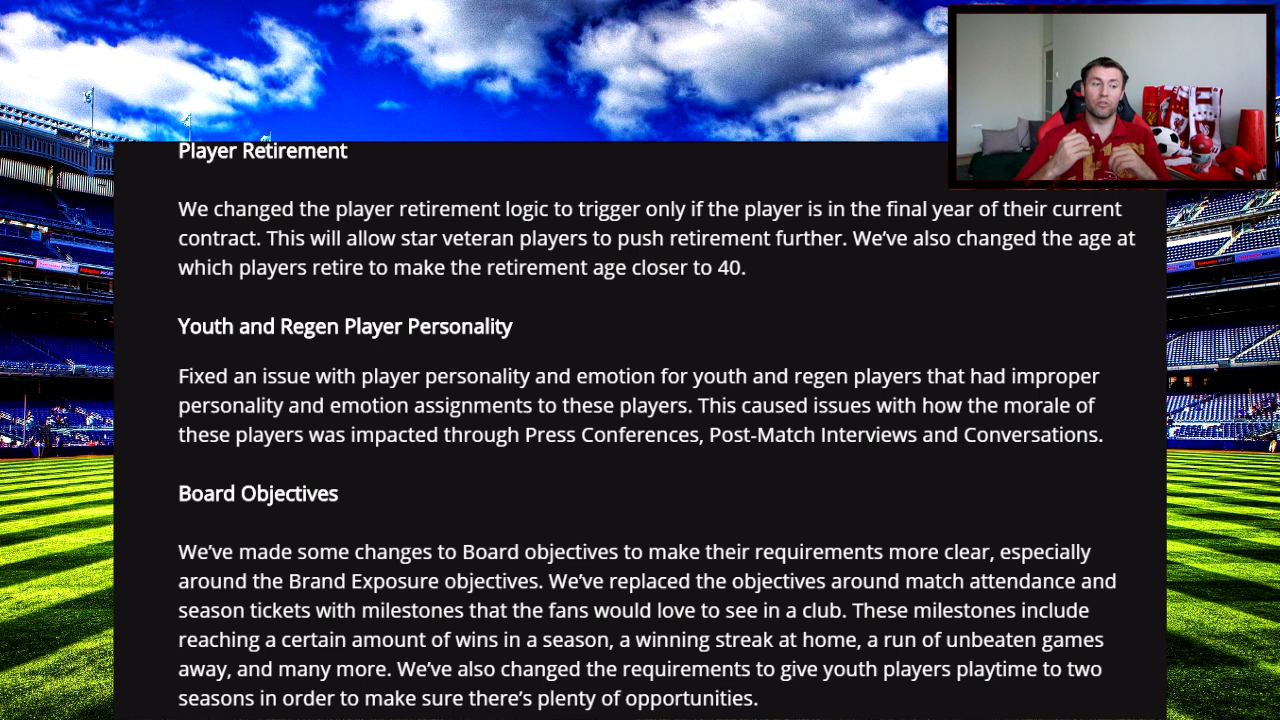 Player Retirement
We changed the player retirement logic to trigger only if the player is in the final year of their current
contract. This will allow star veteran players to push retirement further. We’ve also changed the age at
which players retire to make the retirement age closer to 40.
Youth and Regen Player Personality
Fixed an issue with player personality and emotion for youth and regen players that had improper
personality and emotion assignments to these players. This caused issues with how the morale of
these players was impacted through Press Conferences, Post-Match Interviews and Conversations.
Board Objectives
We’ve made some changes to Board objectives to make their requirements more clear, especially
around the Brand Exposure objectives. We’ve replaced the objectives around match attendance and
season tickets with milestones that the fans would love to see in a club. These milestones include
reaching a certain amount of wins in a season, a winning streak at home, a run of unbeaten games
away, and many more. We’ve also changed the requirements to give youth players playtime to two
seasons in order to make sure there’s plenty of opportunities.